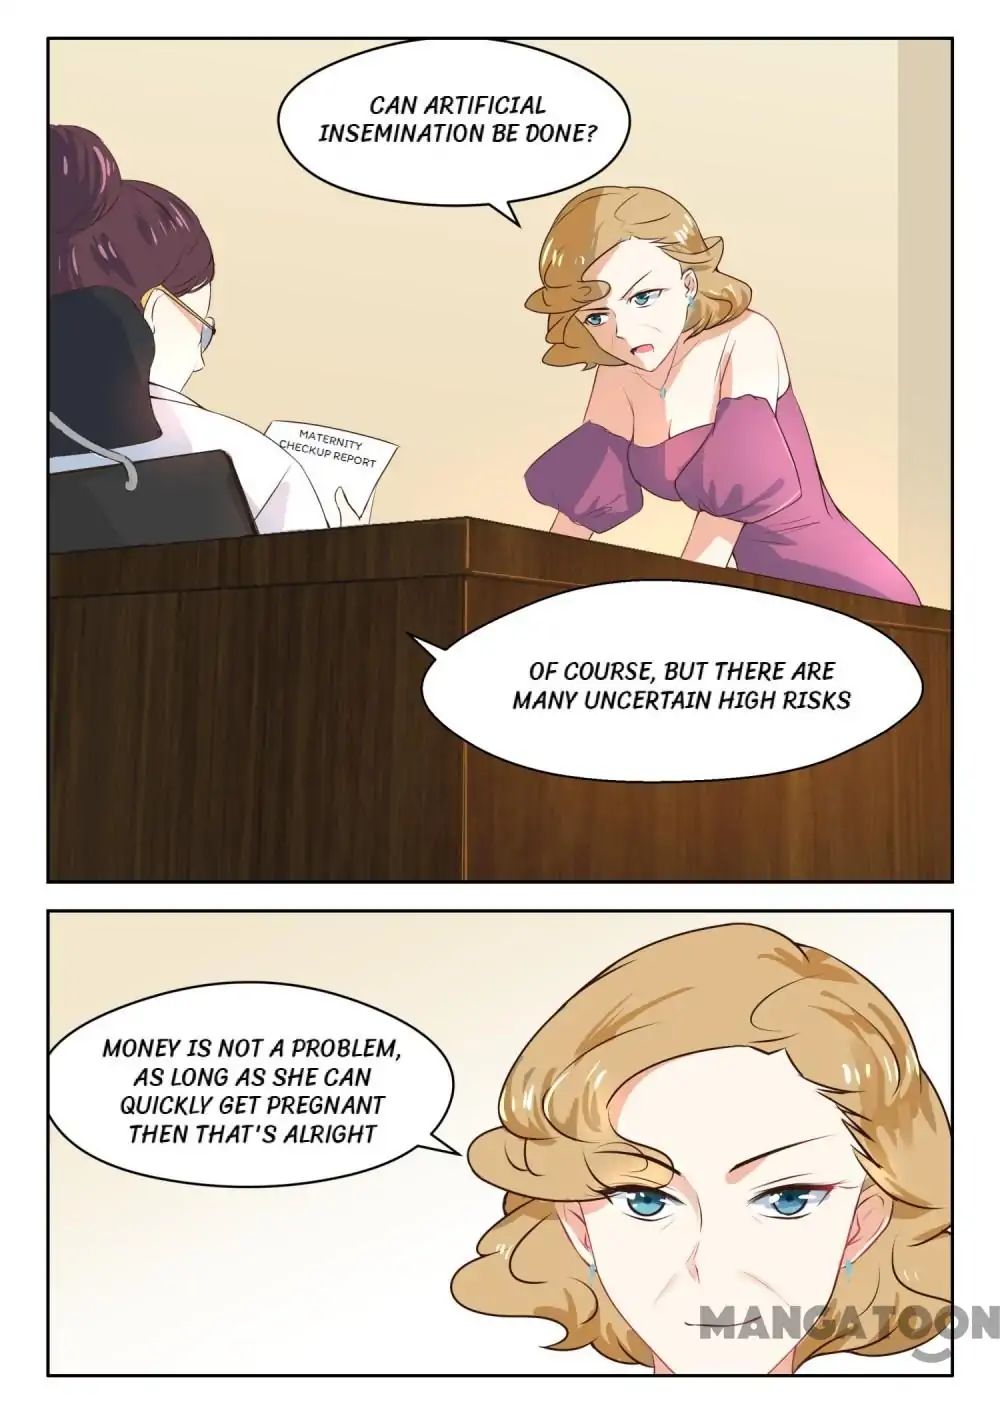 CAN ARTIFICIAL
INSEMINATION BE DONE?
MATERNITY
CHECKUP REPORT
OF COURSE, BUT THERE ARE
MANY UNCERTAIN HIGH RISKS
MONEY IS NOT A PROBLEM,
AS LONG AS SHE CAN
QUICKLY GET PREGNANT
THEN THAT'S ALRIGHT
MANGATOON